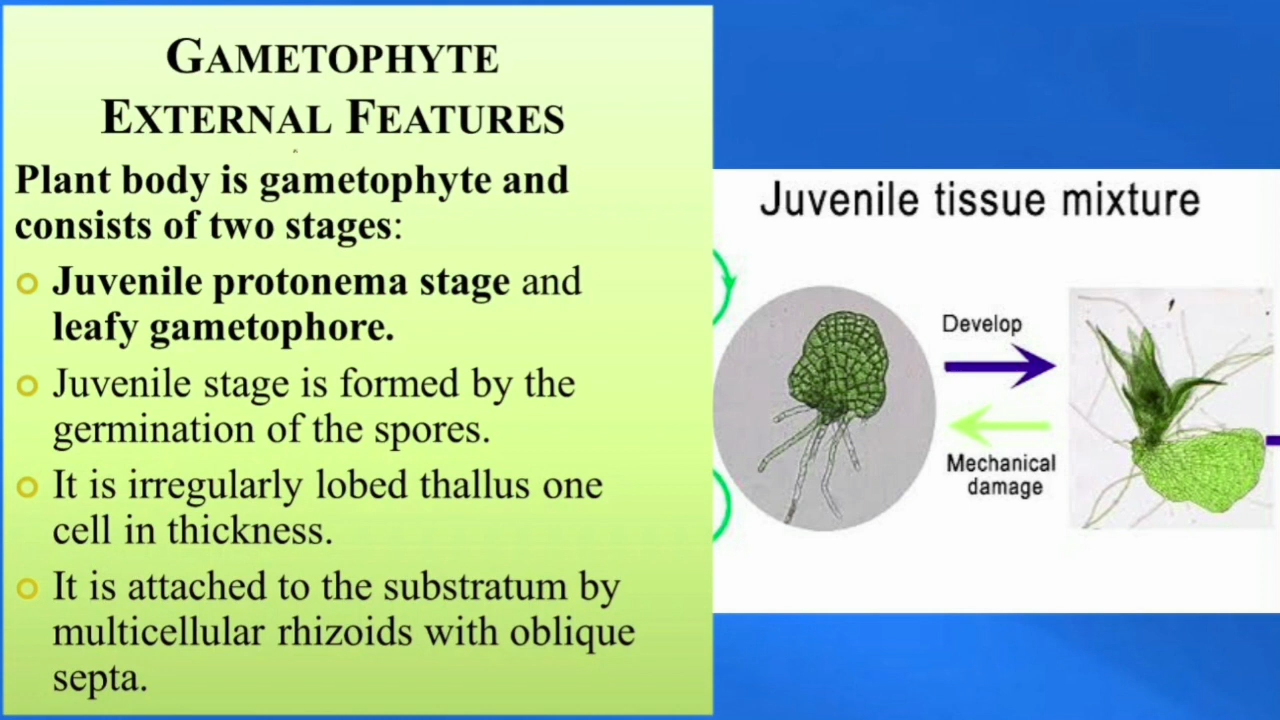 GAMETOPHYTE
EXTERNAL FEATURES
Plant body is gametophyte and
consists of two stages:
Juvenile protonema stage and
leafy gametophore.
Juvenile stage is formed by the
germination of the spores.
It is irregularly lobed thallus one
cell in thickness.
It is attached to the substratum by
multicellular rhizoids with oblique
septa.
Juvenile tissue mixture
Develop
Mechanical
damage